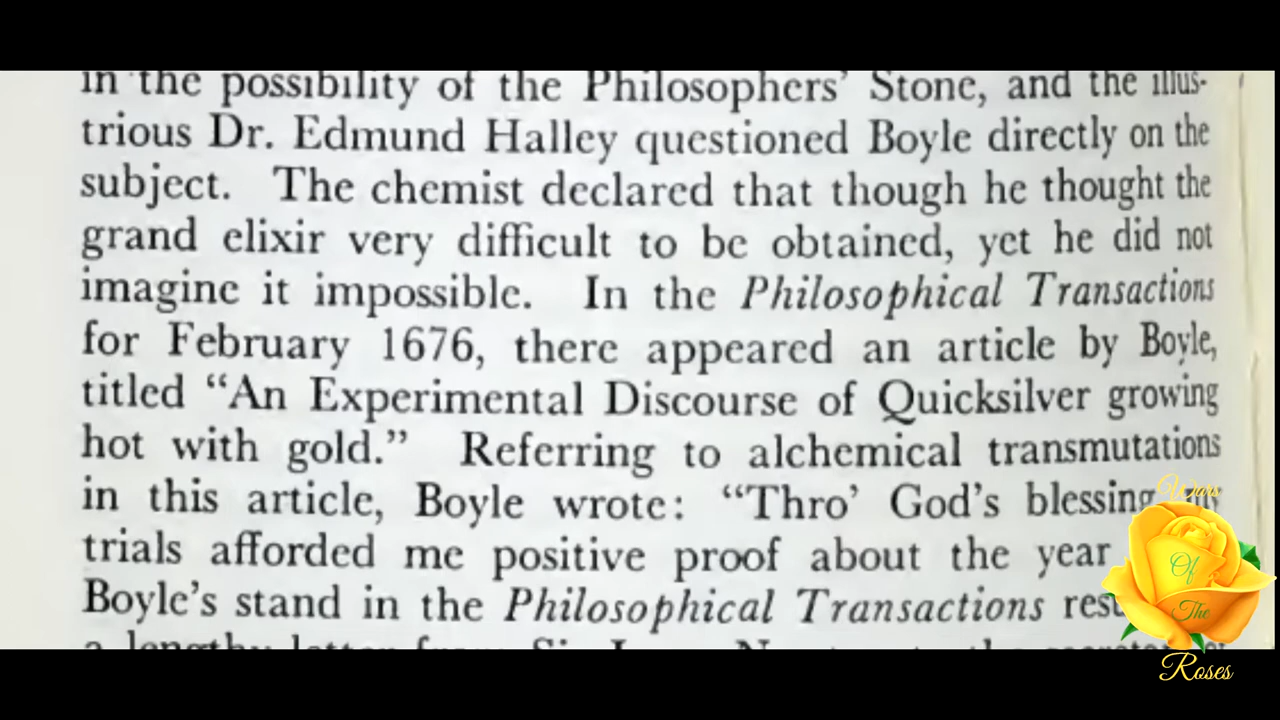 in the possibility of the Philosophers' Stone, and the illus-
trious Dr. Edmund Halley questioned Boyle directly on the
subject. The chemist declared that though he thought the
grand elixir very difficult to be obtained, yet he did not
imagine it impossible. In the Philosophical Transactions
for February 1676, there appeared an article by Boyle,
titled “An Experimental Discourse of Quicksilver growing
hot with gold.” Referring to alchemical transmutations
in this article, Boyle wrote: “Thro’ God’s blessing
trials afforded me positive proof about the year
Boyle’s stand in the Philosophical Transactions
a lengthy letter from Sir
Wars
Of
The
Roses